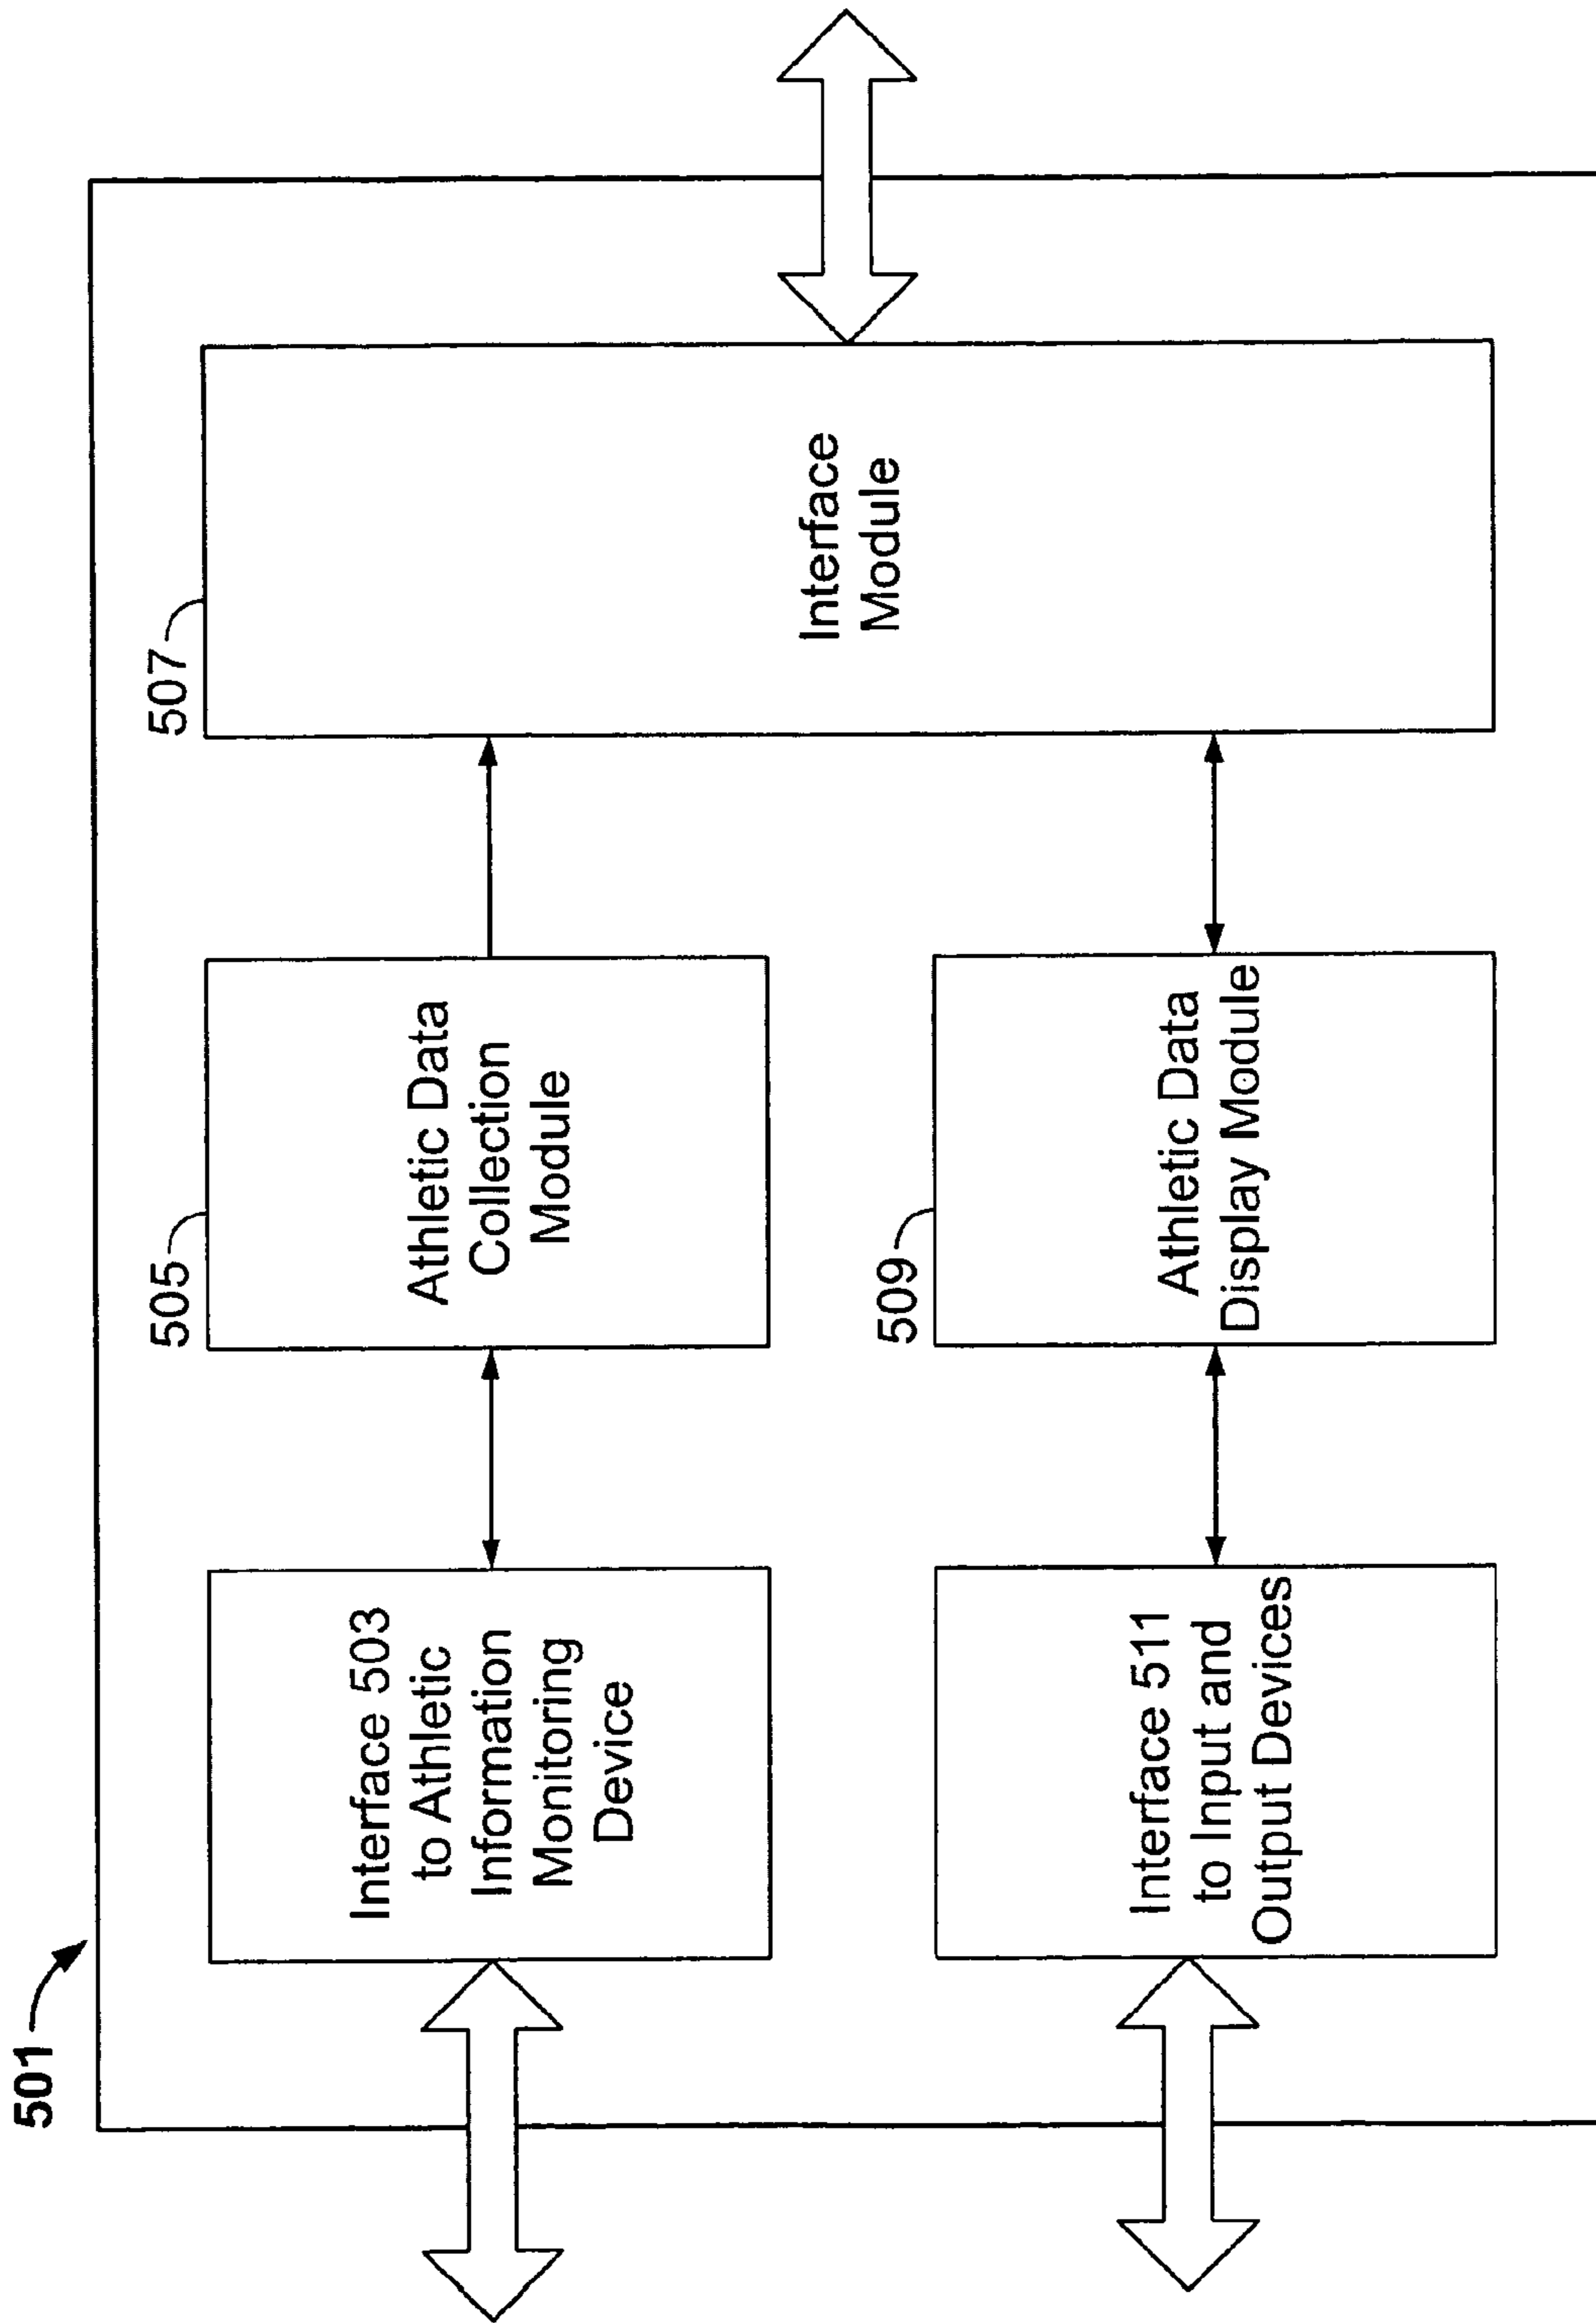 501
Interface 503
to Athletic
Information
Monitoring
Device
505
Athletic Data
Collection
Module
507
Interface
Module
Interface 511
to Input and
Output Devices
509
Athletic Data
Display Module